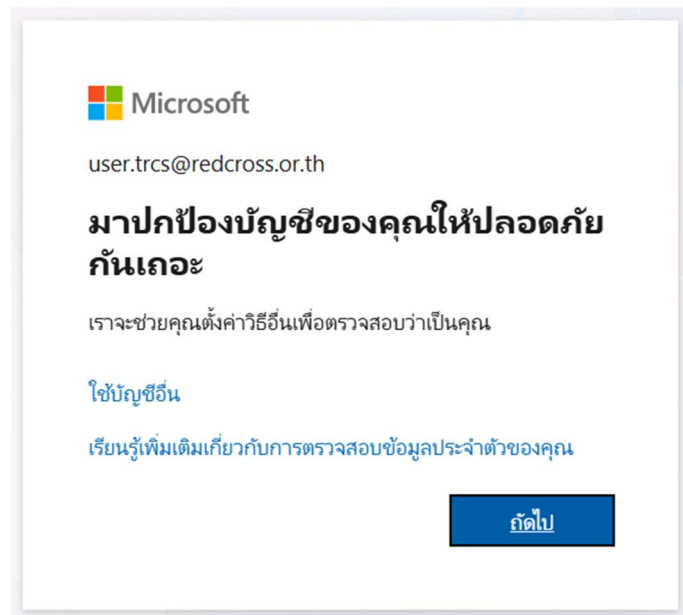 Microsoft
user.trcs@redcross.or.th
มาปกป้องบัญชีของคุณให้ปลอดภัย
กันเถอะ
เราจะช่วยคุณตั้งค่าวิธีอื่นเพื่อตรวจสอบว่าเป็นคุณ
ใช้บัญชีอื่น
เรียนรู้เพิ่มเติมเกี่ยวกับการตรวจสอบข้อมูลประจำตัวของคุณ
ถัดไป